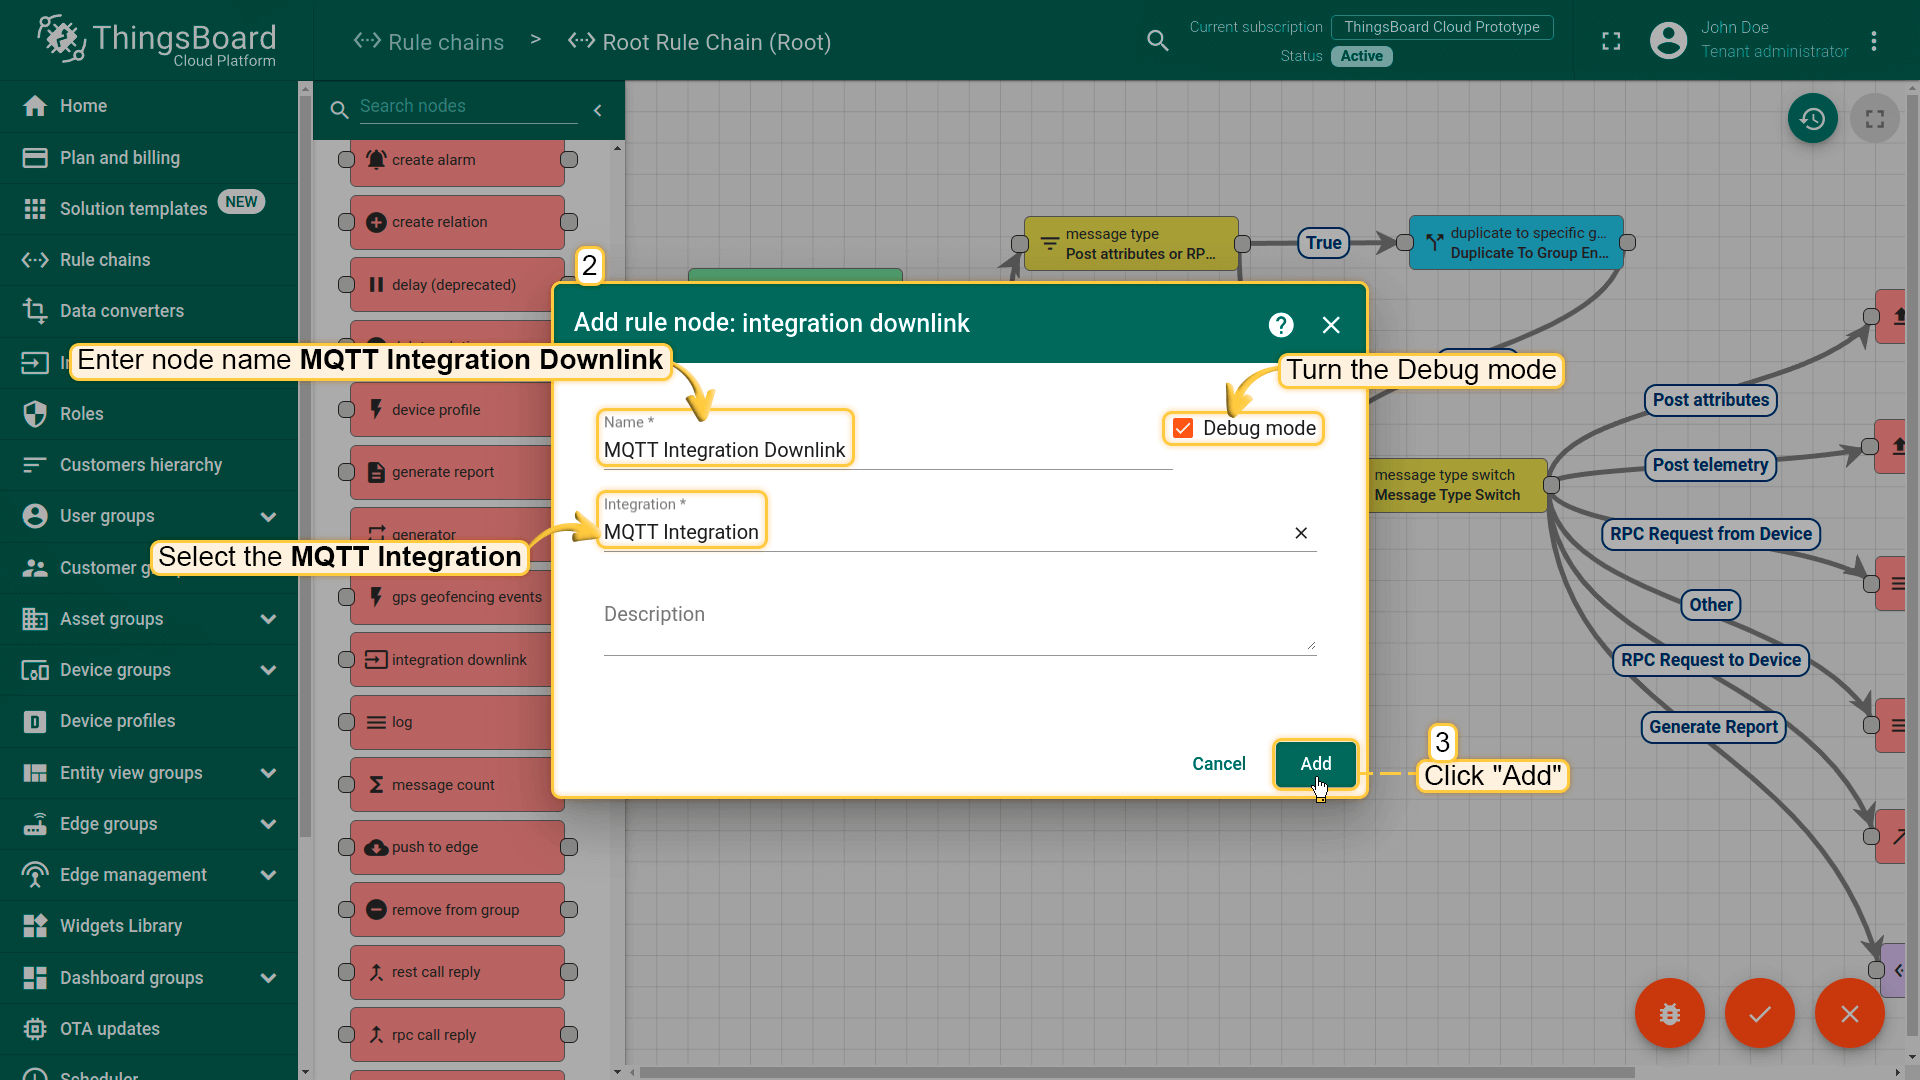 ThingsBoard
Cloud Platform
Rule chains > Root Rule Chain (Root)
Current subscription ThingsBoard Cloud Prototype
Status Active
John Doe
Tenant administrator
Home
Plan and billing
Solution templates NEW
Rule chains
Data converters
Roles
Customers hierarchy
User groups
Customer g
Asset groups
Device groups
Device profiles
Entity view groups
Edge groups
Edge management
Widgets Library
Dashboard groups
OTA updates
Scheduler
Search nodes
create alarm
create relation
delay (deprecated)
device profile
generate report
generator
gps geofencing events
integration downlink
log
message count
push to edge
remove from group
rest call reply
rpc call reply
message type
Post attributes or RP...
True
duplicate to specific g...
Duplicate To Group En...
2
Add rule node: integration downlink
?
Enter node name MQTT Integration Downlink
Turn the Debug mode
Name *
MQTT Integration Downlink
Debug mode
Select the MQTT Integration
Integration *
MQTT Integration
Description
Cancel
Add
3
Click "Add"
message type switch
Message Type Switch
Post attributes
Post telemetry
RPC Request from Device
Other
RPC Request to Device
Generate Report